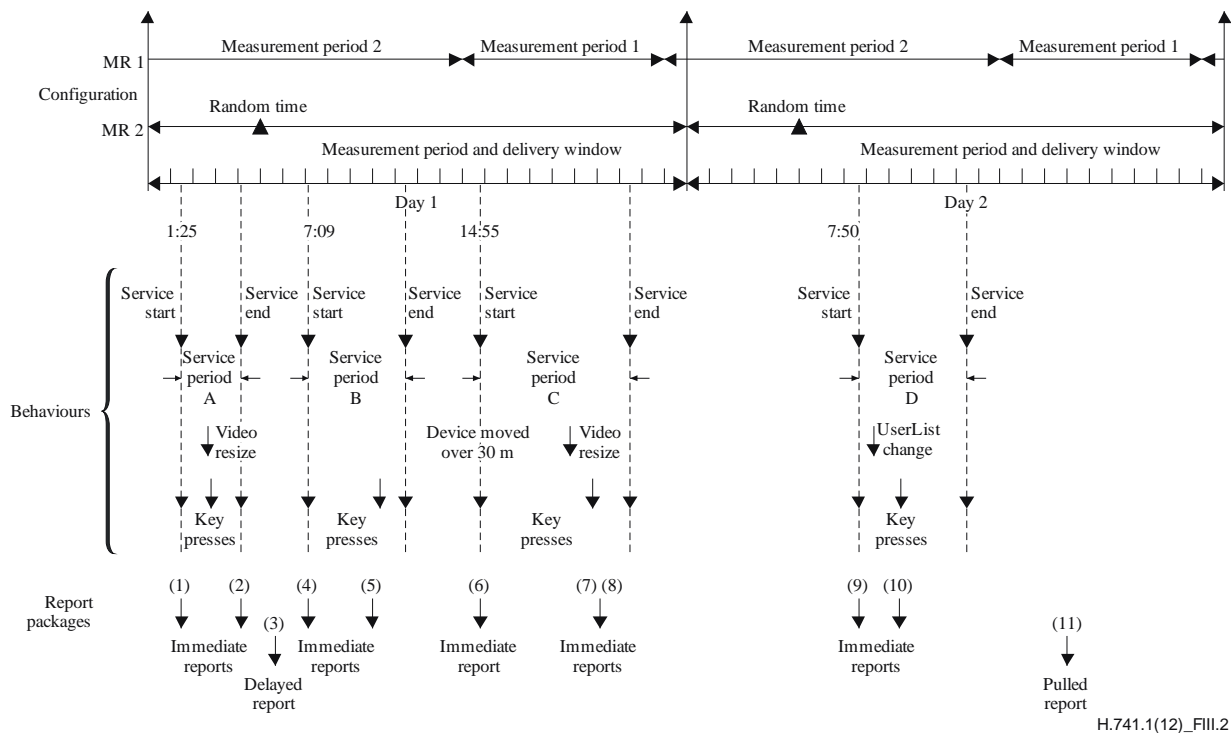 Measurement period 2
Measurement period 1
Measurement period 2
Measurement period 1
MR 1
Configuration
Random time
Random time
MR 2
Measurement period and delivery window
Measurement period and delivery window
Day 1
Day 2
1:25
7:09
14:55
7:50
Service start
Service end
Service start
Service end
Service start
Service end
Service start
Service end
Service period A
Service period B
Service period C
Service period D
Behaviours
Video resize
Device moved over 30 m
Video resize
UserList change
Key presses
Key presses
Key presses
Key presses
Report packages
(1)
(2)
(3)
(4)
(5)
(6)
(7) (8)
(9)
(10)
(11)
Immediate reports
Immediate reports
Immediate report
Immediate reports
Immediate reports
Delayed report
Pulled report
H.741.1(12)_FIII.2